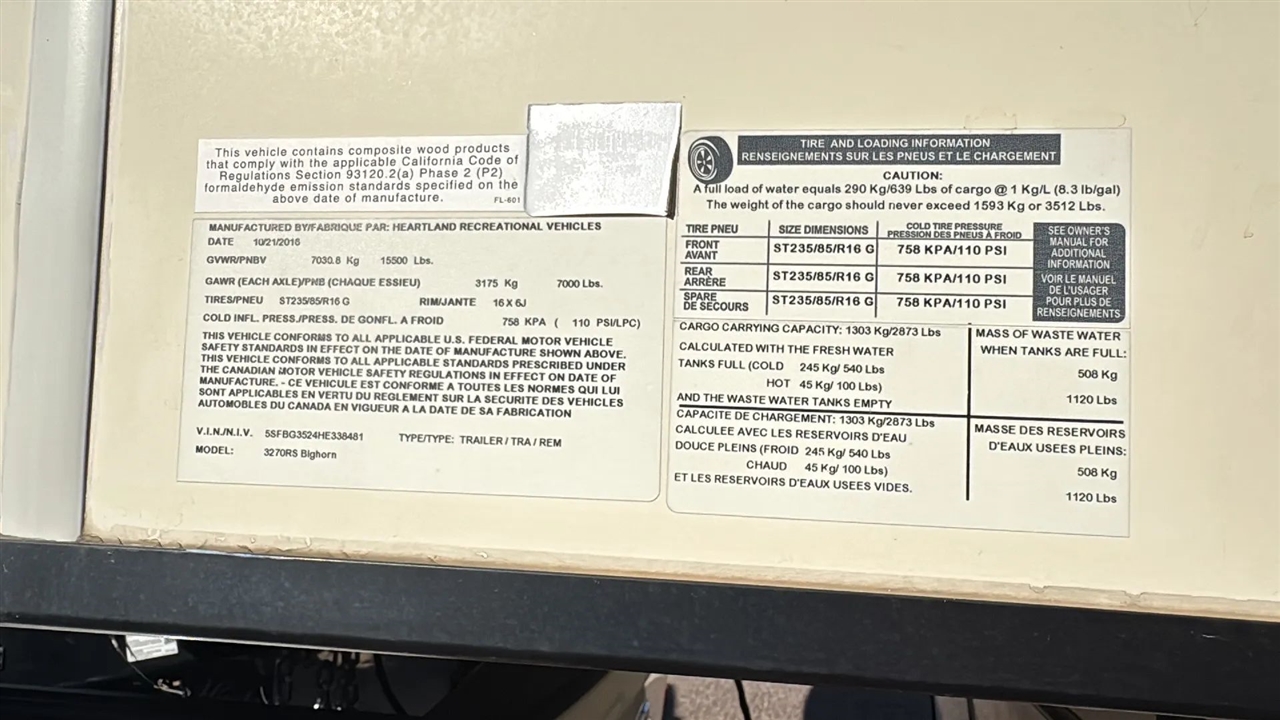 This vehicle contains composite wood products
that comply with the applicable California Code of
Regulations Section 93120.2(a) Phase 2 (P2)
formaldehyde emission standards specified on the
above date of manufacture.
FL-601
MANUFACTURED BY/FABRIQUE PAR: HEARTLAND RECREATIONAL VEHICLES
DATE 10/21/2016
GVWR/PNBV 7030.8 Kg 15500 Lbs.
GAWR (EACH AXLE)/PNB (CHAQUE ESSIEU) 3175 Kg 7000 Lbs.
TIRES/PNEU ST235/85/R16 G RIM/JANTE 16 X 6J
COLD INFL. PRESS./PRESS. DE GONFL. A FROID 758 KPA ( 110 PSI/LPC)
THIS VEHICLE CONFORMS TO ALL APPLICABLE U.S. FEDERAL MOTOR VEHICLE
SAFETY STANDARDS IN EFFECT ON THE DATE OF MANUFACTURE SHOWN ABOVE.
THIS VEHICLE CONFORMS TO ALL APPLICABLE STANDARDS PRESCRIBED UNDER
THE CANADIAN MOTOR VEHICLE SAFETY REGULATIONS IN EFFECT ON DATE OF
MANUFACTURE. - CE VEHICULE EST CONFORME A TOUTES LES NORMES QUI LUI
SONT APPLICABLES EN VERTU DU REGLEMENT SUR LA SECURITE DES VEHICLES
AUTOMOBILES DU CANADA EN VIGUEUR A LA DATE DE SA FABRICATION
V.I.N./N.I.V. 5SFBG3524HE338481 TYPE/TYPE: TRAILER / TRA / REM
MODEL: 3270RS Bighorn
TIRE AND LOADING INFORMATION
RENSEIGNEMENTS SUR LES PNEUS ET LE CHARGEMENT
CAUTION:
A full load of water equals 290 Kg/639 Lbs of cargo @ 1 Kg/L (8.3 lb/gal)
The weight of the cargo should never exceed 1593 Kg or 3512 Lbs.
TIRE PNEU SIZE DIMENSIONS COLD TIRE PRESSURE
PRESSION DES PNEUS À FROID
FRONT
AVANT ST235/85/R16 G 758 KPA/110 PSI
REAR
ARRÈRE ST235/85/R16 G 758 KPA/110 PSI
SPARE
DE SECOURS ST235/85/R16 G 758 KPA/110 PSI
SEE OWNER'S
MANUAL FOR
ADDITIONAL
INFORMATION
VOIR LE MANUEL
DE L'USAGER
POUR PLUS DE
RENSEIGNEMENTS
CARGO CARRYING CAPACITY: 1303 Kg/2873 Lbs
CALCULATED WITH THE FRESH WATER
TANKS FULL (COLD 245 Kg/ 540 Lbs
HOT 45 Kg/ 100 Lbs)
AND THE WASTE WATER TANKS EMPTY
MASS OF WASTE WATER
WHEN TANKS ARE FULL:
508 Kg
1120 Lbs
CAPACITE DE CHARGEMENT: 1303 Kg/2873 Lbs
CALCULEE AVEC LES RESERVOIRS D'EAU
DOUCE PLEINS (FROID 245 Kg/ 540 Lbs
CHAUD 45 Kg/ 100 Lbs)
ET LES RESERVOIRS D'EAUX USEES VIDES.
MASSE DES RESERVOIRS
D'EAUX USEES PLEINS:
508 Kg
1120 Lbs